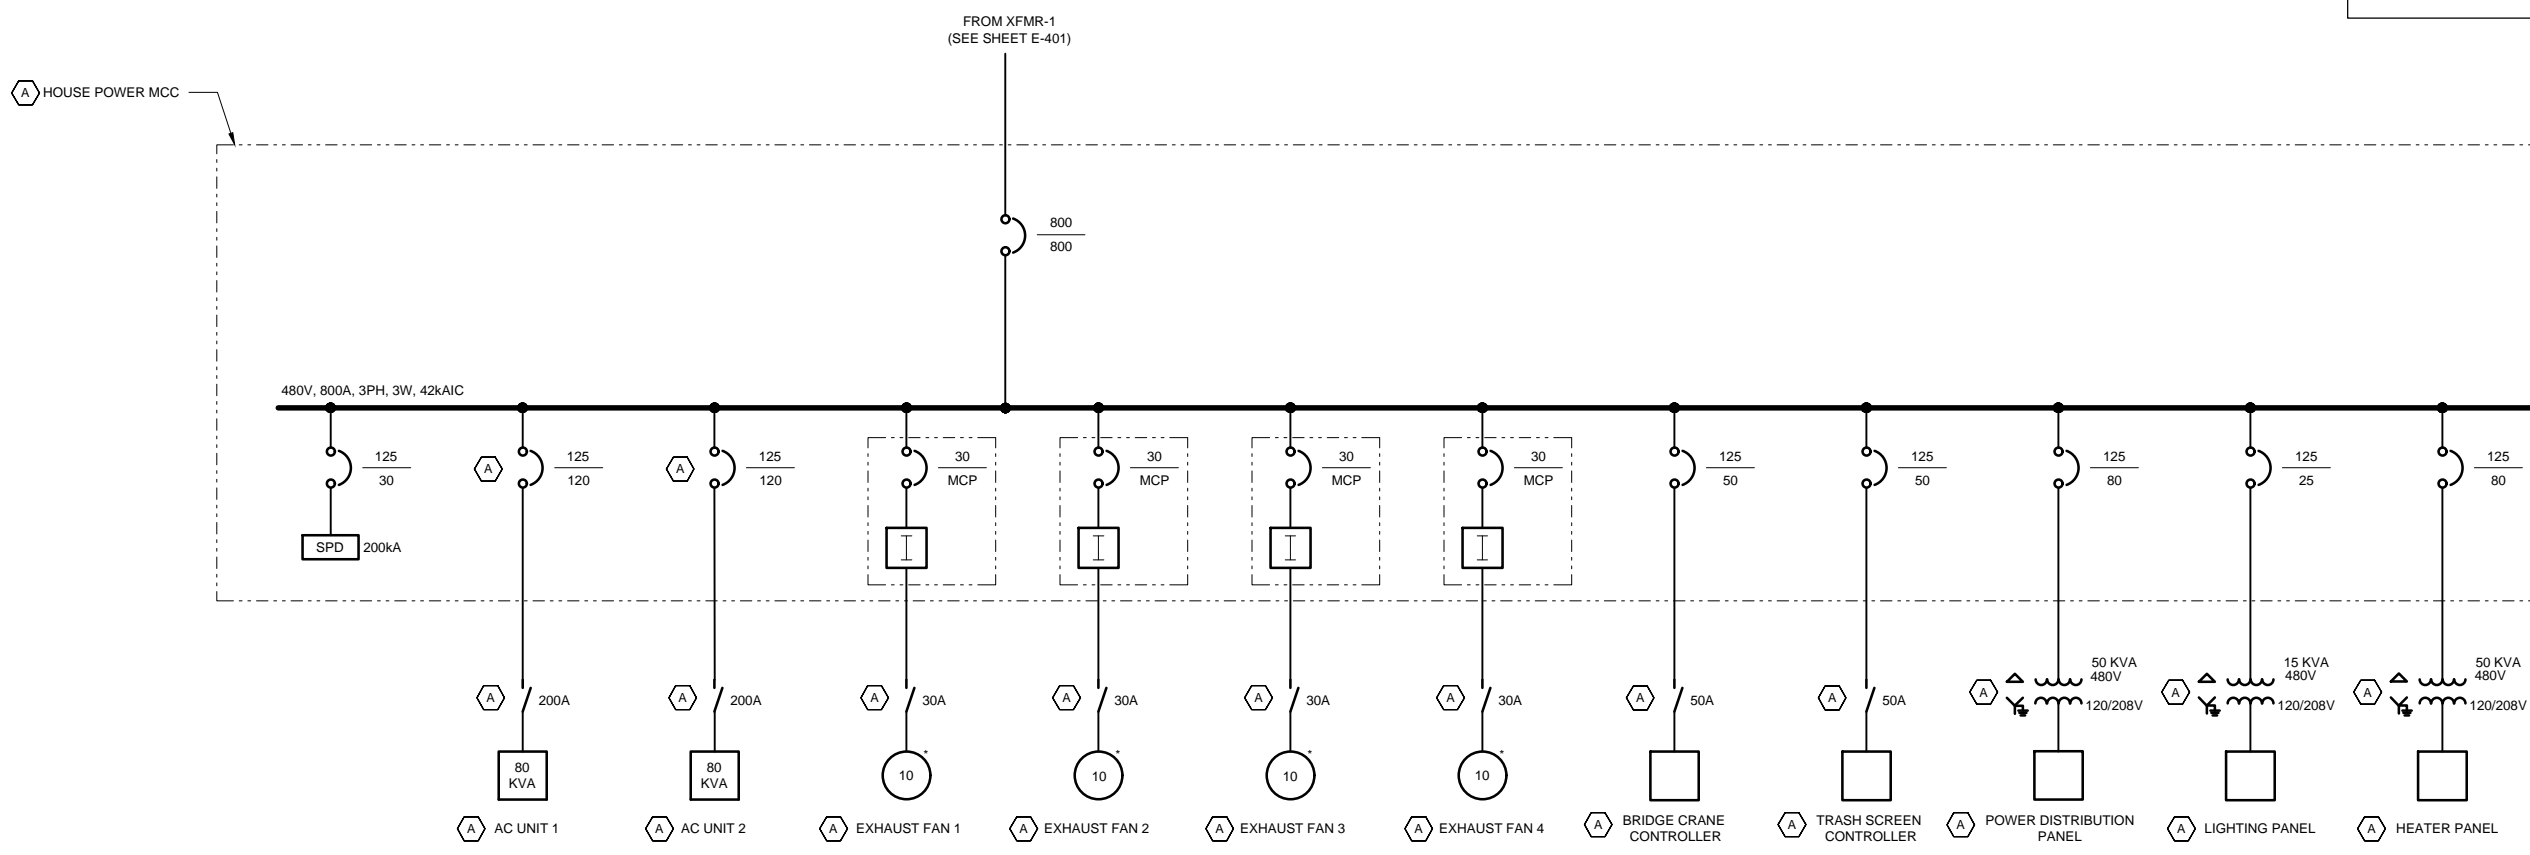 FROM XFMR-1
(SEE SHEET E-401)
A HOUSE POWER MCC
800
800
480V, 800A, 3PH, 3W, 42kAIC
125
30
A
125
120
A
125
120
30
MCP
30
MCP
30
MCP
30
MCP
125
50
125
50
125
80
125
25
125
80
SPD 200kA
A 200A
A 200A
A 30A
A 30A
A 30A
A 30A
A 50A
A 50A
A
50 KVA
480V
120/208V
A
15 KVA
480V
120/208V
A
50 KVA
480V
120/208V
80
KVA
80
KVA
10 *
10 *
10 *
10 *
A AC UNIT 1
A AC UNIT 2
A EXHAUST FAN 1
A EXHAUST FAN 2
A EXHAUST FAN 3
A EXHAUST FAN 4
A BRIDGE CRANE
CONTROLLER
A TRASH SCREEN
CONTROLLER
A POWER DISTRIBUTION
PANEL
A LIGHTING PANEL
A HEATER PANEL